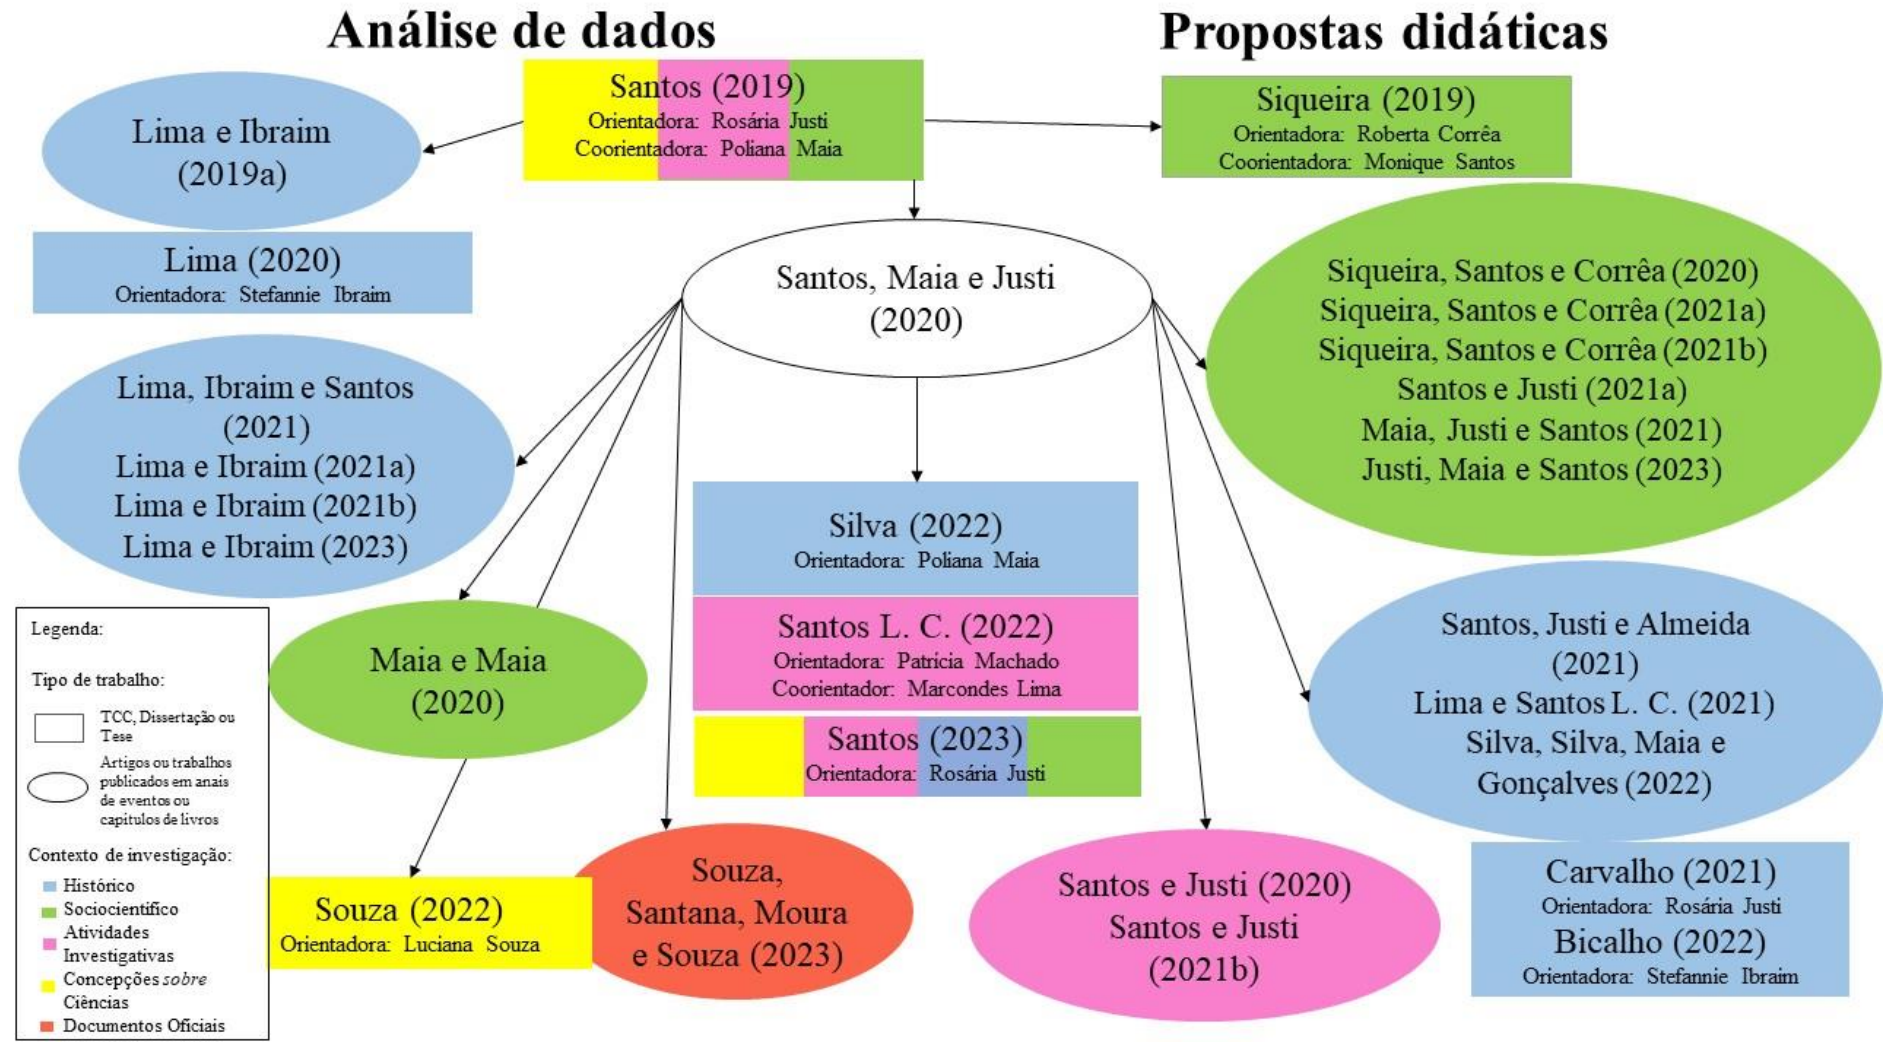 Análise de dados
Propostas didáticas
Santos (2019)
Orientadora: Rosária Justi
Coorientadora: Poliana Maia
Siqueira (2019)
Orientadora: Roberta Corrêa
Coorientadora: Monique Santos
Lima e Ibraim
(2019a)
Lima (2020)
Orientadora: Stefannie Ibraim
Santos, Maia e Justi
(2020)
Siqueira, Santos e Corrêa (2020)
Siqueira, Santos e Corrêa (2021a)
Siqueira, Santos e Corrêa (2021b)
Santos e Justi (2021a)
Maia, Justi e Santos (2021)
Justi, Maia e Santos (2023)
Lima, Ibraim e Santos
(2021)
Lima e Ibraim (2021a)
Lima e Ibraim (2021b)
Lima e Ibraim (2023)
Silva (2022)
Orientadora: Poliana Maia
Santos L. C. (2022)
Orientadora: Patricia Machado
Coorientador: Marcondes Lima
Santos (2023)
Orientadora: Rosária Justi
Maia e Maia
(2020)
Santos, Justi e Almeida
(2021)
Lima e Santos L. C. (2021)
Silva, Silva, Maia e
Gonçalves (2022)
Carvalho (2021)
Orientadora: Rosária Justi
Bicalho (2022)
Orientadora: Stefannie Ibraim
Souza (2022)
Orientadora: Luciana Souza
Souza,
Santana, Moura
e Souza (2023)
Santos e Justi (2020)
Santos e Justi
(2021b)
Legenda:
Tipo de trabalho:
TCC, Dissertação ou
Tese
Artigos ou trabalhos
publicados em anais
de eventos ou
capitulos de livros
Contexto de investigação:
Histórico
Sociocientífico
Atividades
Investigativas
Concepções sobre
Ciências
Documentos Oficiais